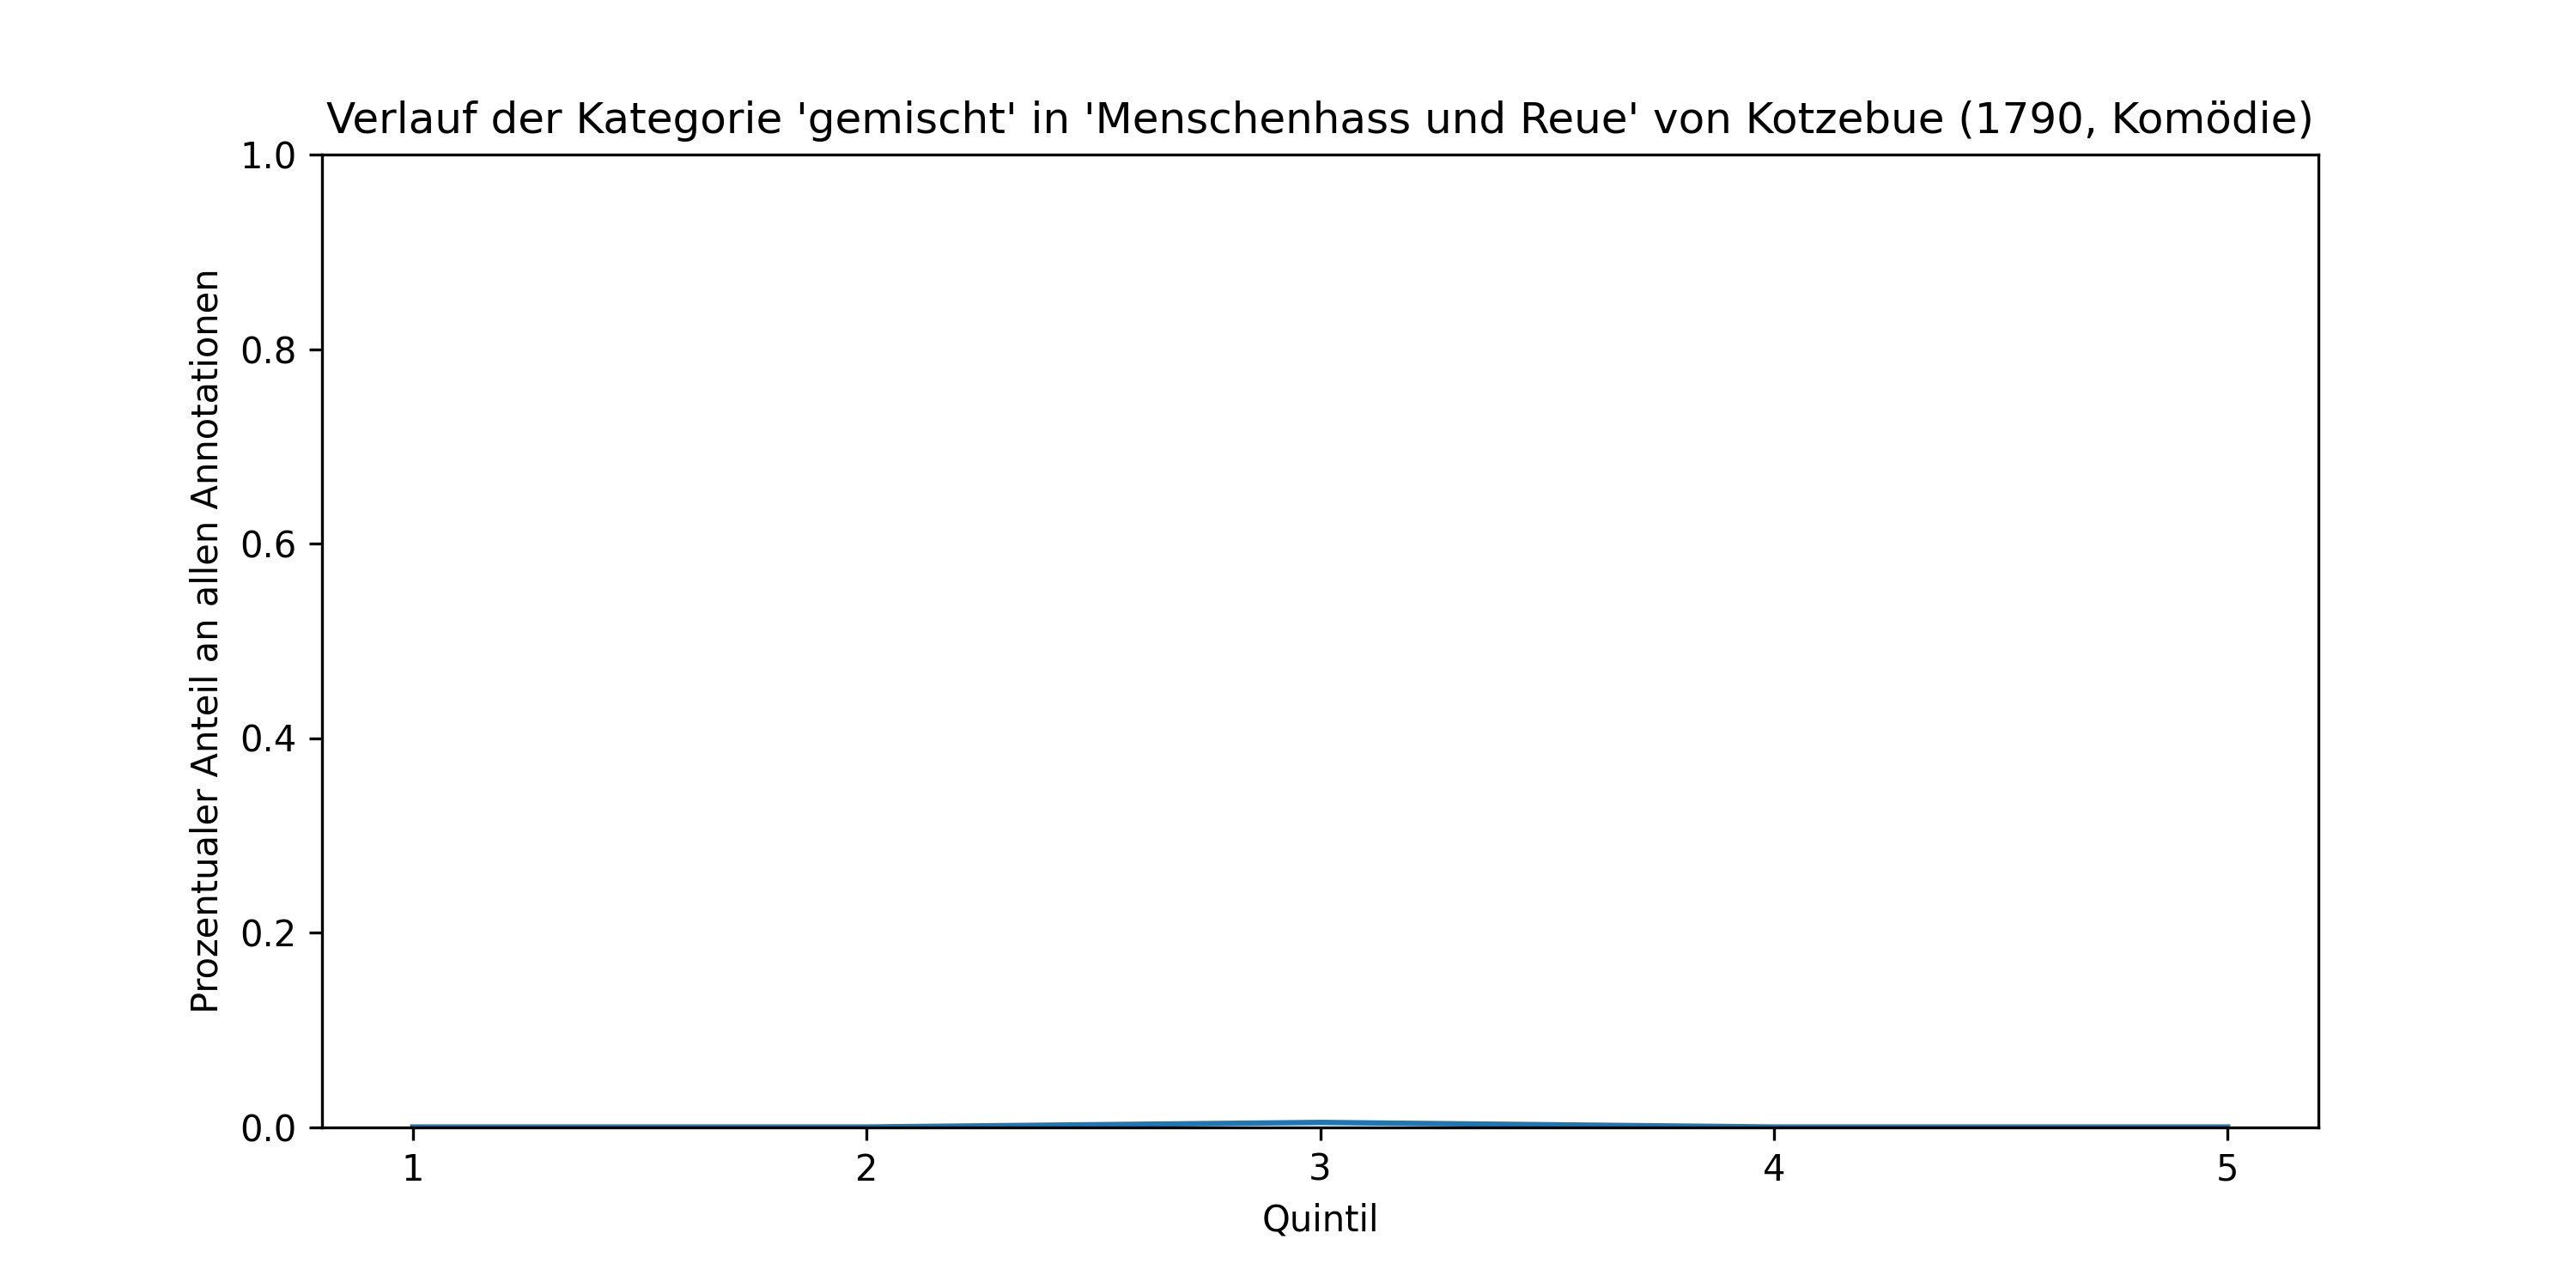 Verlauf der Kategorie 'gemischt' in 'Menschenhass und Reue' von Kotzebue (1790, Komödie)
Prozentualer Anteil an allen Annotationen
1.0
0.8
0.6
0.4
0.2
0.0
1 2 3 4 5
Quintil